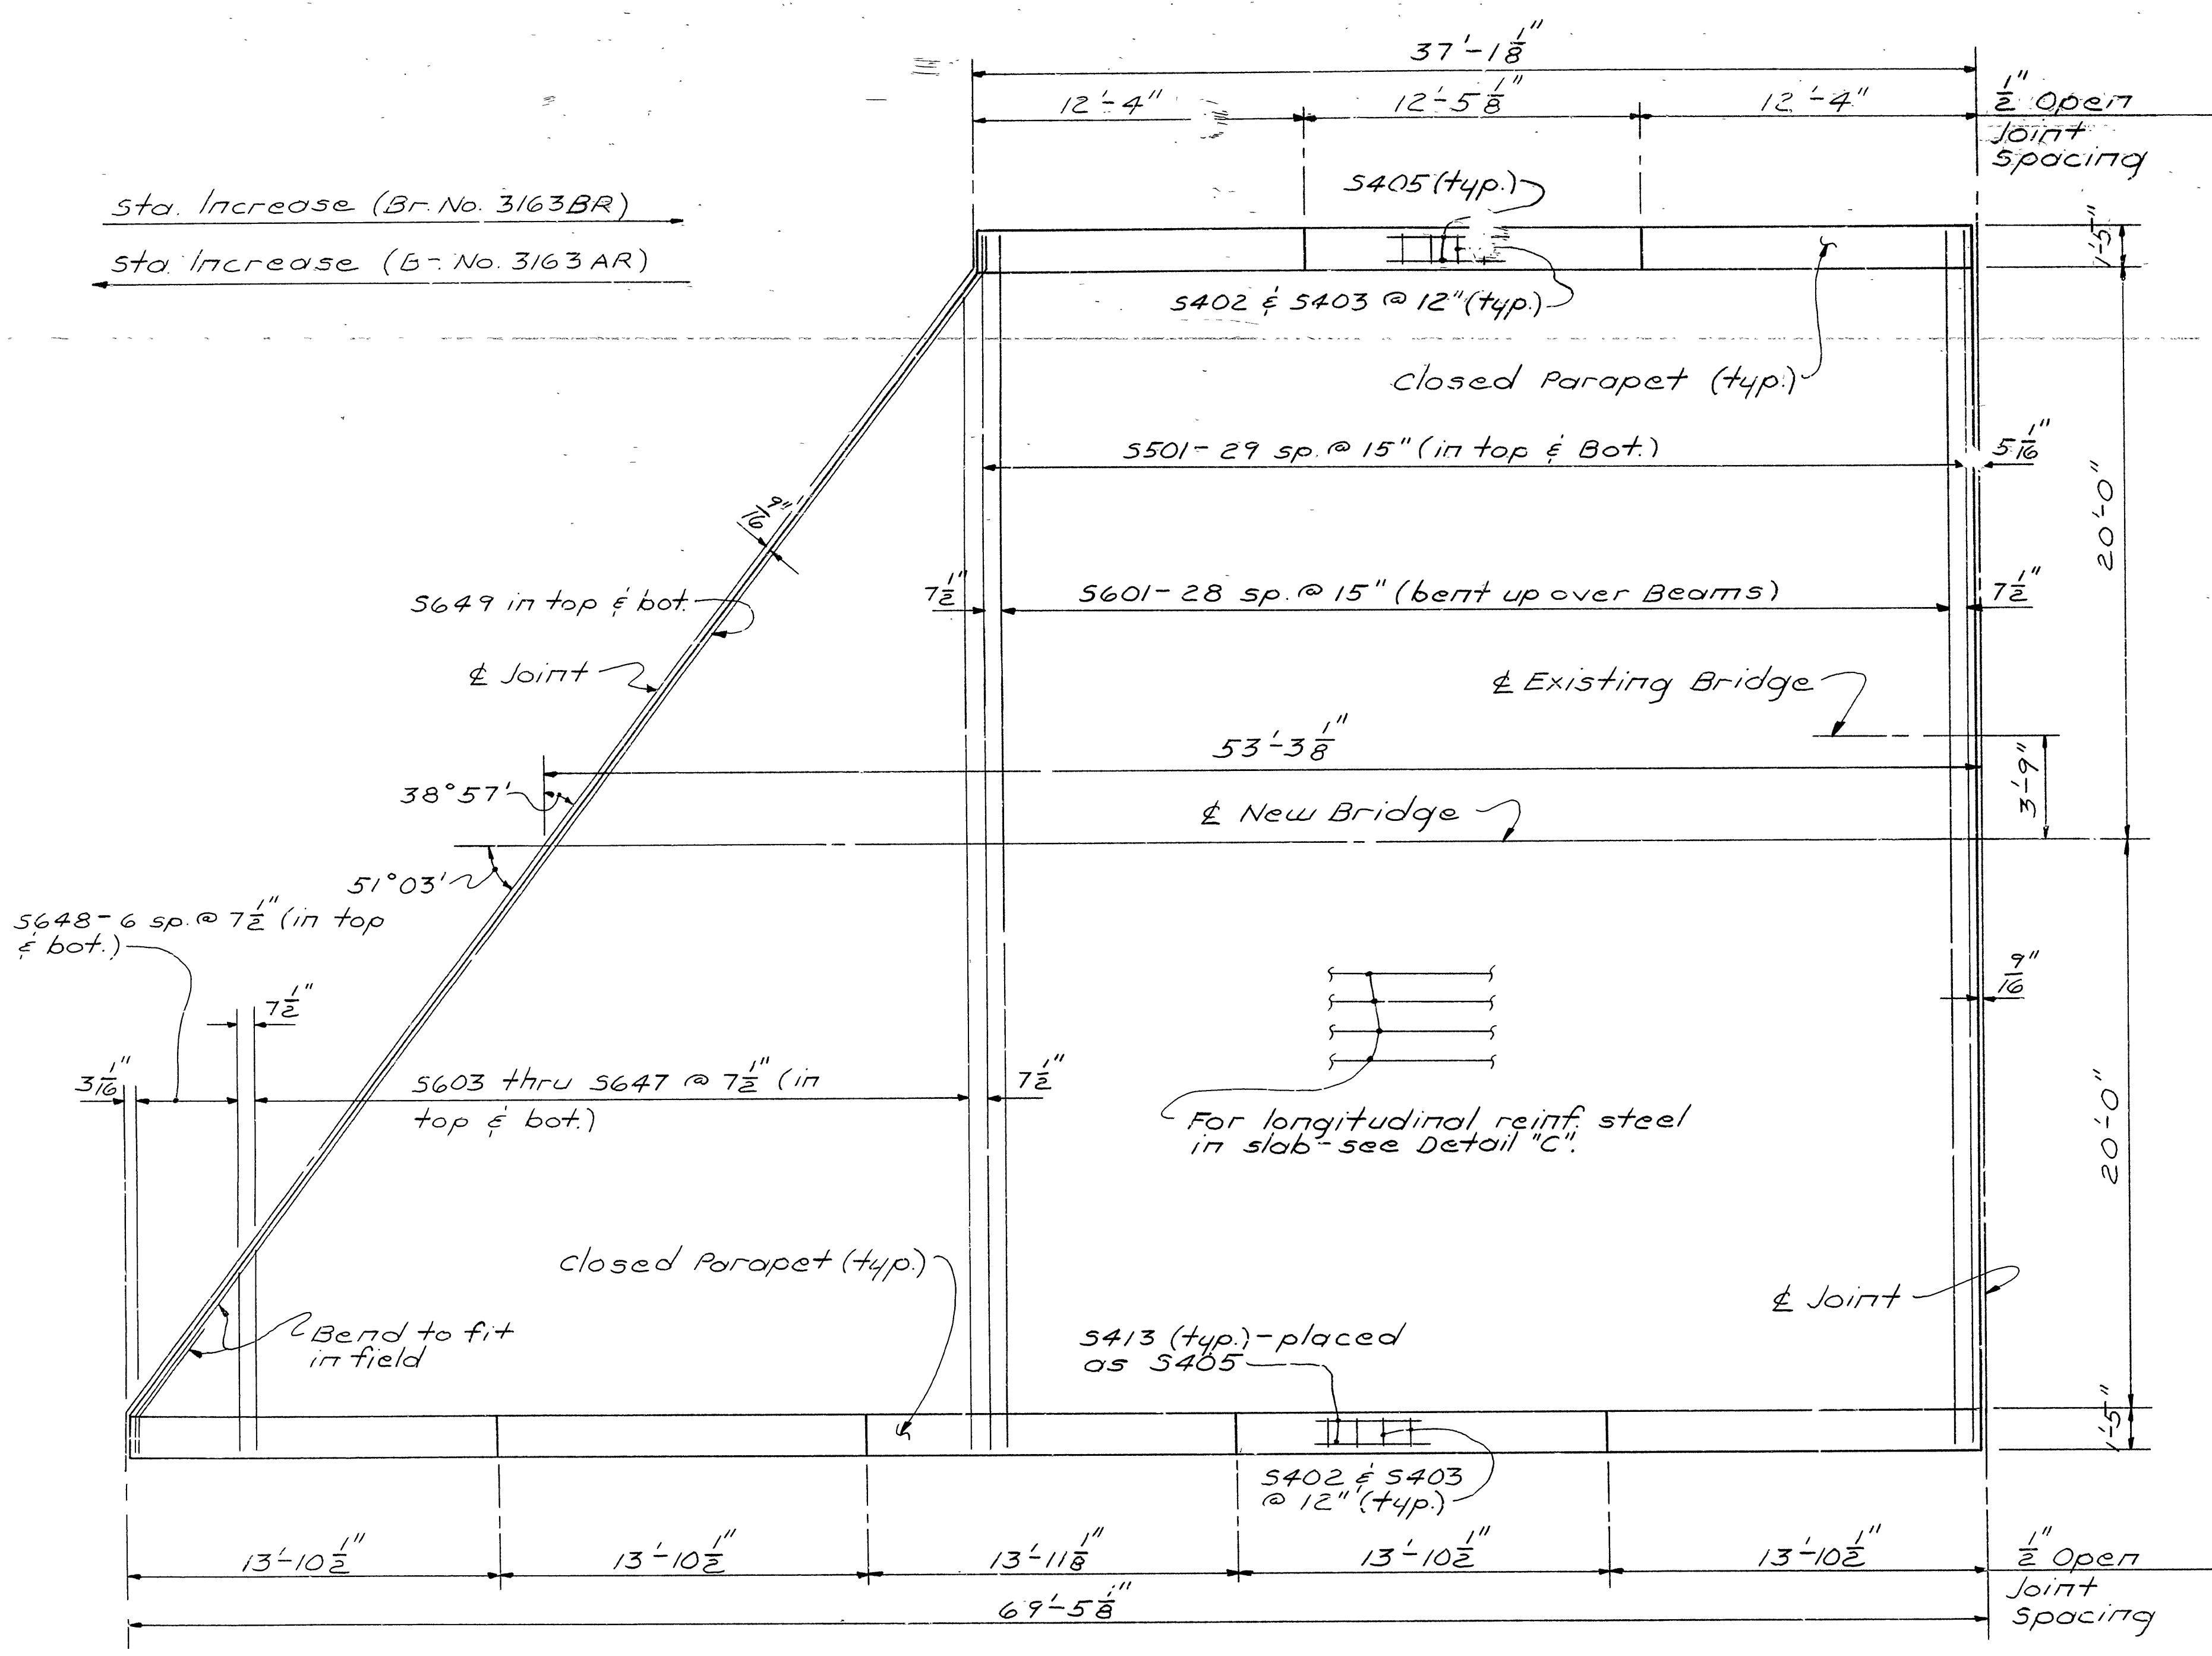 37'-1 1/8"
12'-4" 12'-5 1/8" 12'-4" 1/2" Open
Joint
Spacing
S405 (typ.)
Sta. Increase (Br. No. 3163BR)
Sta. Increase (Br. No. 3163AR)
1'-5"
S402 & S403 @ 12" (typ.)
Closed Parapet (typ.)
S501- 29 sp. @ 15" (in top & Bot.)
5 1/16"
20'-0"
9/16"
S649 in top & bot.
7 1/2"
S601- 28 sp. @ 15" (bent up over Beams)
7 1/2"
℄ Joint
℄ Existing Bridge
53'-3 1/8"
3'-9"
38°57'
℄ New Bridge
51°03'
S648- 6 sp. @ 7 1/2" (in top
& bot.)
9/16"
7 1/2"
3 1/16"
S603 thru S647 @ 7 1/2" (in
top & bot.)
7 1/2"
For longitudinal reinf. steel
in slab - see Detail "C".
20'-0"
Closed Parapet (typ.)
℄ Joint
Bend to fit
in field
S413 (typ.) - placed
as S405
1'-5"
S402 & S403
@ 12" (typ.)
13'-10 1/2" 13'-10 1/2" 13'-11 1/8" 13'-10 1/2" 13'-10 1/2" 1/2" Open
Joint
Spacing
69'-5 1/8"